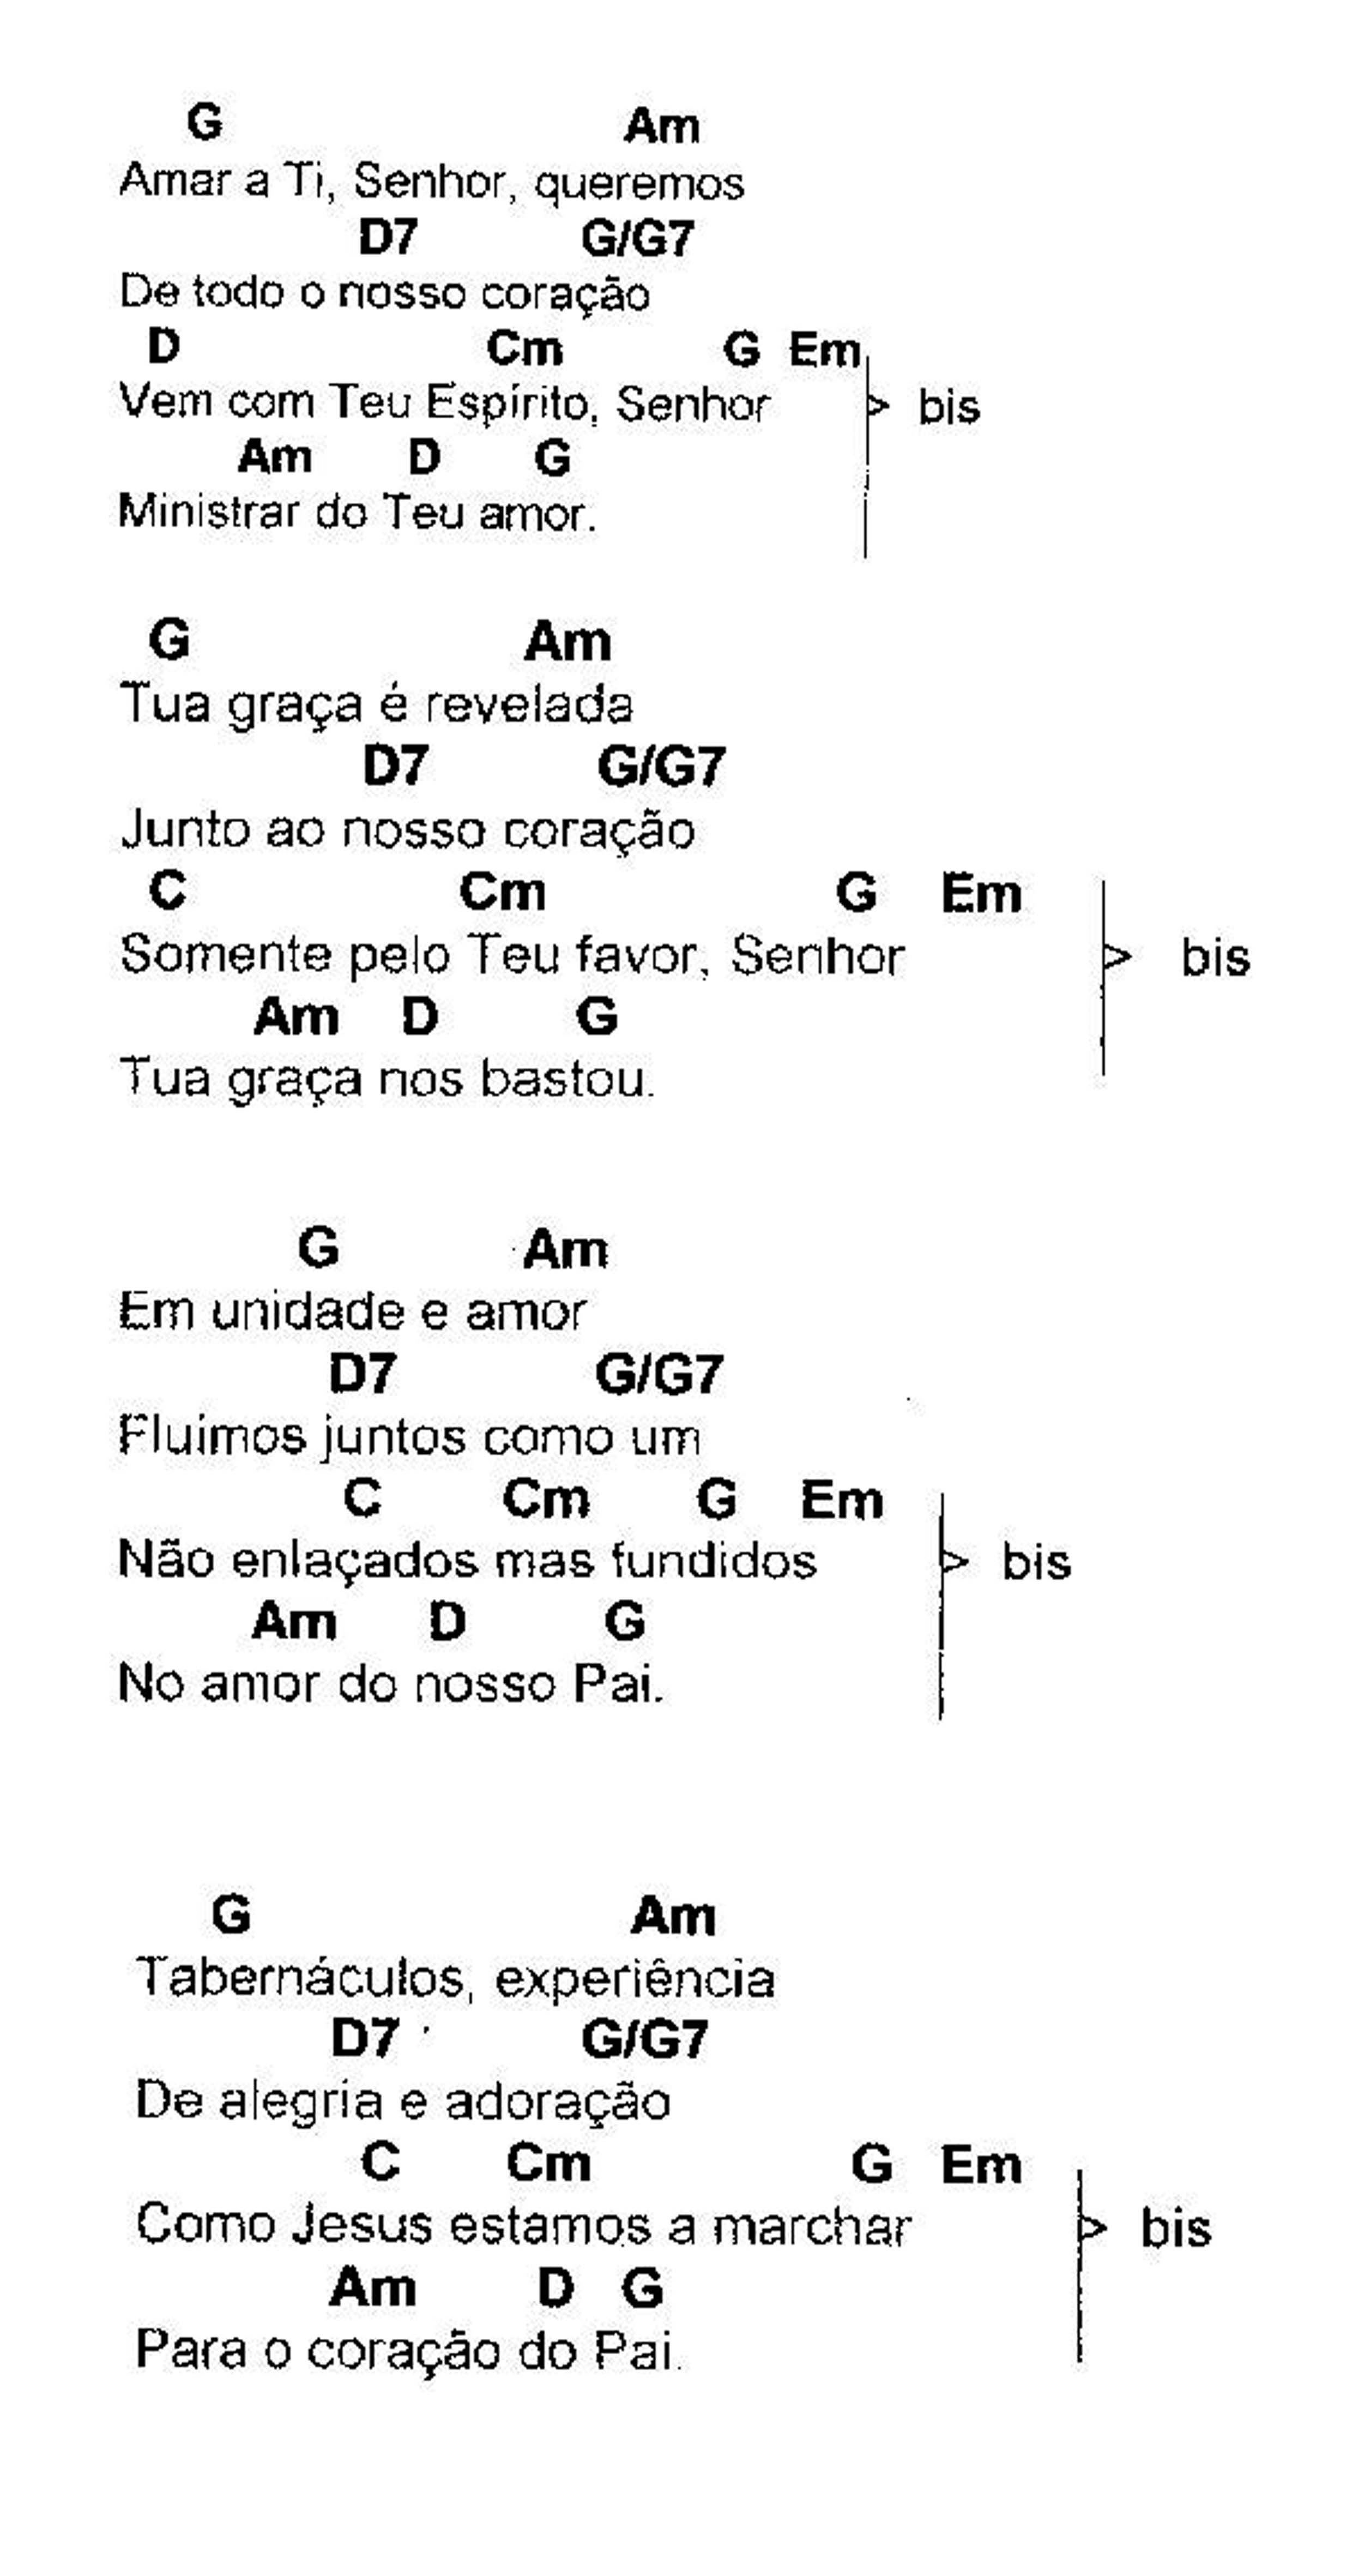 G Am
Amar a Ti, Senhor, queremos
D7 G/G7
De todo o nosso coração
D Cm G Em
Vem com Teu Espírito, Senhor > bis
Am D G
Ministrar do Teu amor.
G Am
Tua graça é revelada
D7 G/G7
Junto ao nosso coração
C Cm G Em
Somente pelo Teu favor, Senhor > bis
Am D G
Tua graça nos bastou.
G Am
Em unidade e amor
D7 G/G7
Fluimos juntos como um
C Cm G Em
Não enlaçados mas fundidos > bis
Am D G
No amor do nosso Pai.
G Am
Tabernáculos, experiência
D7 G/G7
De alegria e adoração
C Cm G Em
Como Jesus estamos a marchar > bis
Am D G
Para o coração do Pai.